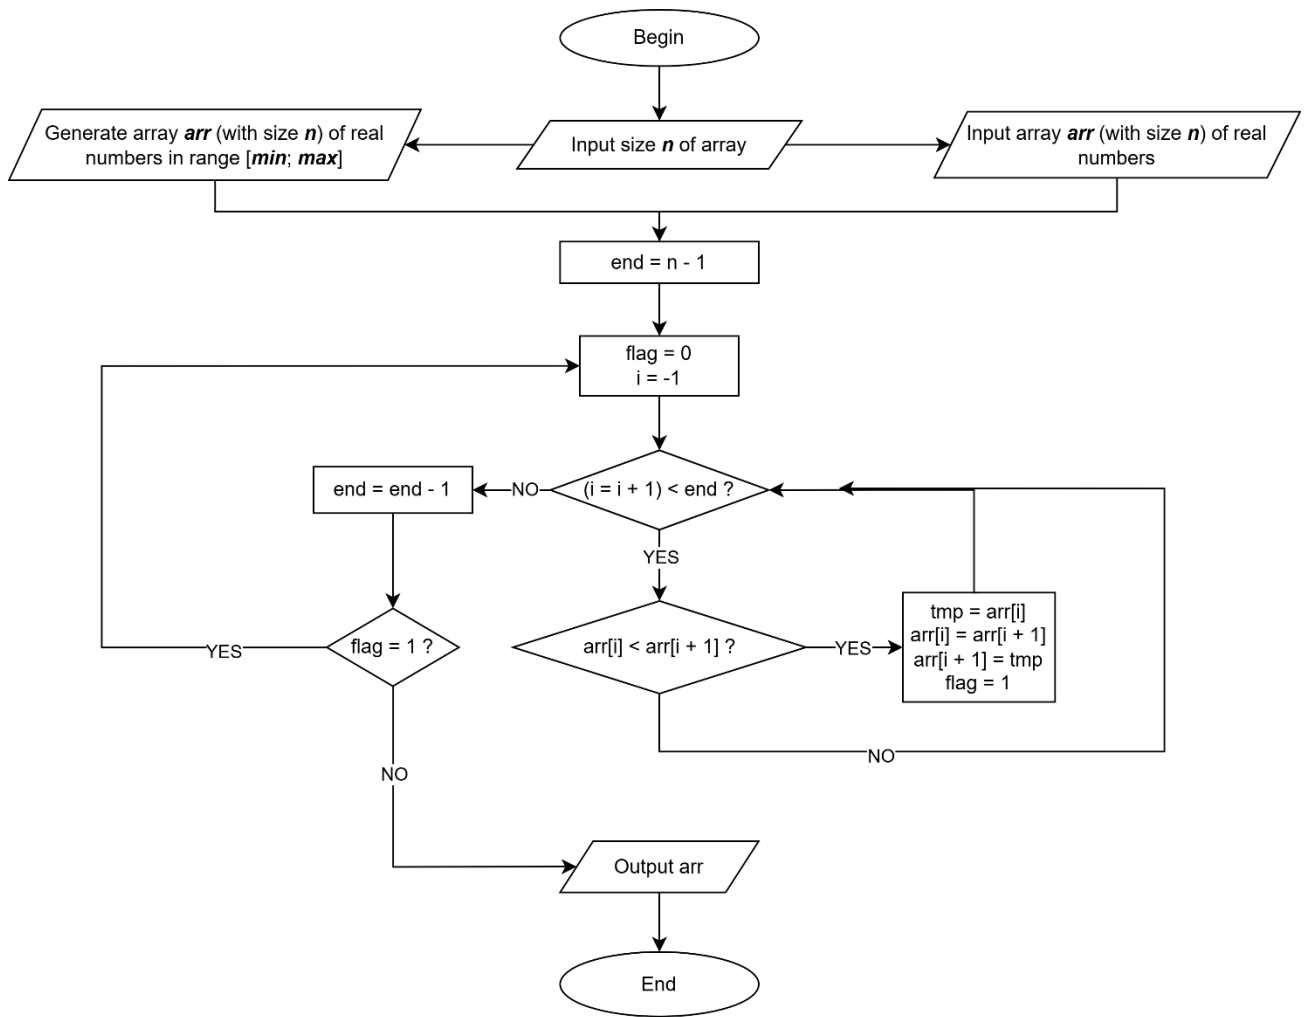 Begin
Generate array arr (with size n) of real
numbers in range [min; max]
Input size n of array
Input array arr (with size n) of real
numbers
end = n - 1
flag = 0
i = -1
(i = i + 1) < end ?
NO
end = end - 1
YES
arr[i] < arr[i + 1] ?
YES
tmp = arr[i]
arr[i] = arr[i + 1]
arr[i + 1] = tmp
flag = 1
NO
flag = 1 ?
YES
NO
Output arr
End